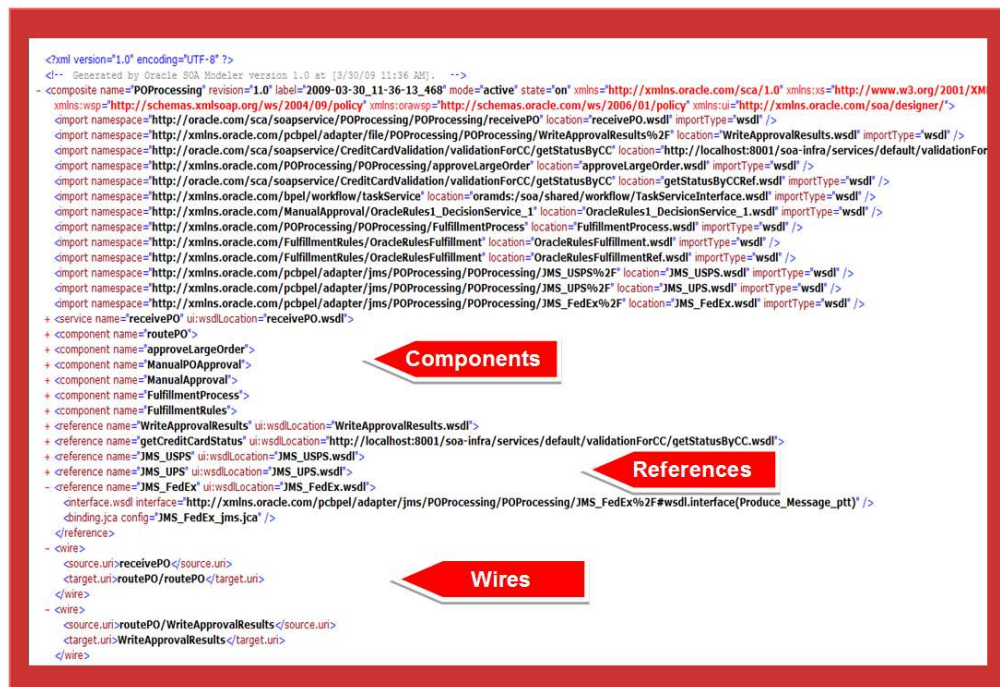 <?xml version="1.0" encoding="UTF-8" ?>
<!-- Generated by Oracle SOA Modeler version 1.0 at [3/30/09 11:36 AM]. -->
- <composite name="POProcessing" revision="1.0" label="2009-03-30_11-36-13_468" mode="active" state="on" xmlns="http://xmlns.oracle.com/sca/1.0" xmlns:xs="http://www.w3.org/2001/XMl
xmlns:wsp="http://schemas.xmlsoap.org/ws/2004/09/policy" xmlns:orawsp="http://schemas.oracle.com/ws/2006/01/policy" xmlns:ui="http://xmlns.oracle.com/soa/designer/">
<import namespace="http://oracle.com/sca/soapservice/POProcessing/POProcessing/receivePO" location="receivePO.wsdl" importType="wsdl" />
<import namespace="http://xmlns.oracle.com/pcbpel/adapter/file/POProcessing/POProcessing/WriteApprovalResults%2F" location="WriteApprovalResults.wsdl" importType="wsdl" />
<import namespace="http://oracle.com/sca/soapservice/CreditCardValidation/validationForCC/getStatusByCC" location="http://localhost:8001/soa-infra/services/default/validationFor
<import namespace="http://xmlns.oracle.com/POProcessing/POProcessing/approveLargeOrder" location="approveLargeOrder.wsdl" importType="wsdl" />
<import namespace="http://oracle.com/sca/soapservice/CreditCardValidation/validationForCC/getStatusByCC" location="getStatusByCCRef.wsdl" importType="wsdl" />
<import namespace="http://xmlns.oracle.com/bpel/workflow/taskService" location="oramds:/soa/shared/workflow/TaskServiceInterface.wsdl" importType="wsdl" />
<import namespace="http://xmlns.oracle.com/ManualApproval/OracleRules1_DecisionService_1" location="OracleRules1_DecisionService_1.wsdl" importType="wsdl" />
<import namespace="http://xmlns.oracle.com/POProcessing/POProcessing/FulfillmentProcess" location="FulfillmentProcess.wsdl" importType="wsdl" />
<import namespace="http://xmlns.oracle.com/FulfillmentRules/OracleRulesFulfillment" location="OracleRulesFulfillment.wsdl" importType="wsdl" />
<import namespace="http://xmlns.oracle.com/FulfillmentRules/OracleRulesFulfillment" location="OracleRulesFulfillmentRef.wsdl" importType="wsdl" />
<import namespace="http://xmlns.oracle.com/pcbpel/adapter/jms/POProcessing/POProcessing/JMS_USPS%2F" location="JMS_USPS.wsdl" importType="wsdl" />
<import namespace="http://xmlns.oracle.com/pcbpel/adapter/jms/POProcessing/POProcessing/JMS_UPS%2F" location="JMS_UPS.wsdl" importType="wsdl" />
<import namespace="http://xmlns.oracle.com/pcbpel/adapter/jms/POProcessing/POProcessing/JMS_FedEx%2F" location="JMS_FedEx.wsdl" importType="wsdl" />
+ <service name="receivePO" ui:wsdlLocation="receivePO.wsdl">
+ <component name="routePO">
+ <component name="approveLargeOrder">
Components
+ <component name="ManualPOApproval">
+ <component name="ManualApproval">
+ <component name="FulfillmentProcess">
+ <component name="FulfillmentRules">
+ <reference name="WriteApprovalResults" ui:wsdlLocation="WriteApprovalResults.wsdl">
+ <reference name="getCreditCardStatus" ui:wsdlLocation="http://localhost:8001/soa-infra/services/default/validationForCC/getStatusByCC.wsdl">
+ <reference name="JMS_USPS" ui:wsdlLocation="JMS_USPS.wsdl">
References
+ <reference name="JMS_UPS" ui:wsdlLocation="JMS_UPS.wsdl">
- <reference name="JMS_FedEx" ui:wsdlLocation="JMS_FedEx.wsdl">
<interface.wsdl interface="http://xmlns.oracle.com/pcbpel/adapter/jms/POProcessing/POProcessing/JMS_FedEx%2F#wsdl.interface(Produce_Message_ptt)" />
<binding.jca config="JMS_FedEx_jms.jca" />
</reference>
- <wire>
<source.uri>receivePO</source.uri>
<target.uri>routePO/routePO</target.uri>
Wires
</wire>
- <wire>
<source.uri>routePO/WriteApprovalResults</source.uri>
<target.uri>WriteApprovalResults</target.uri>
</wire>